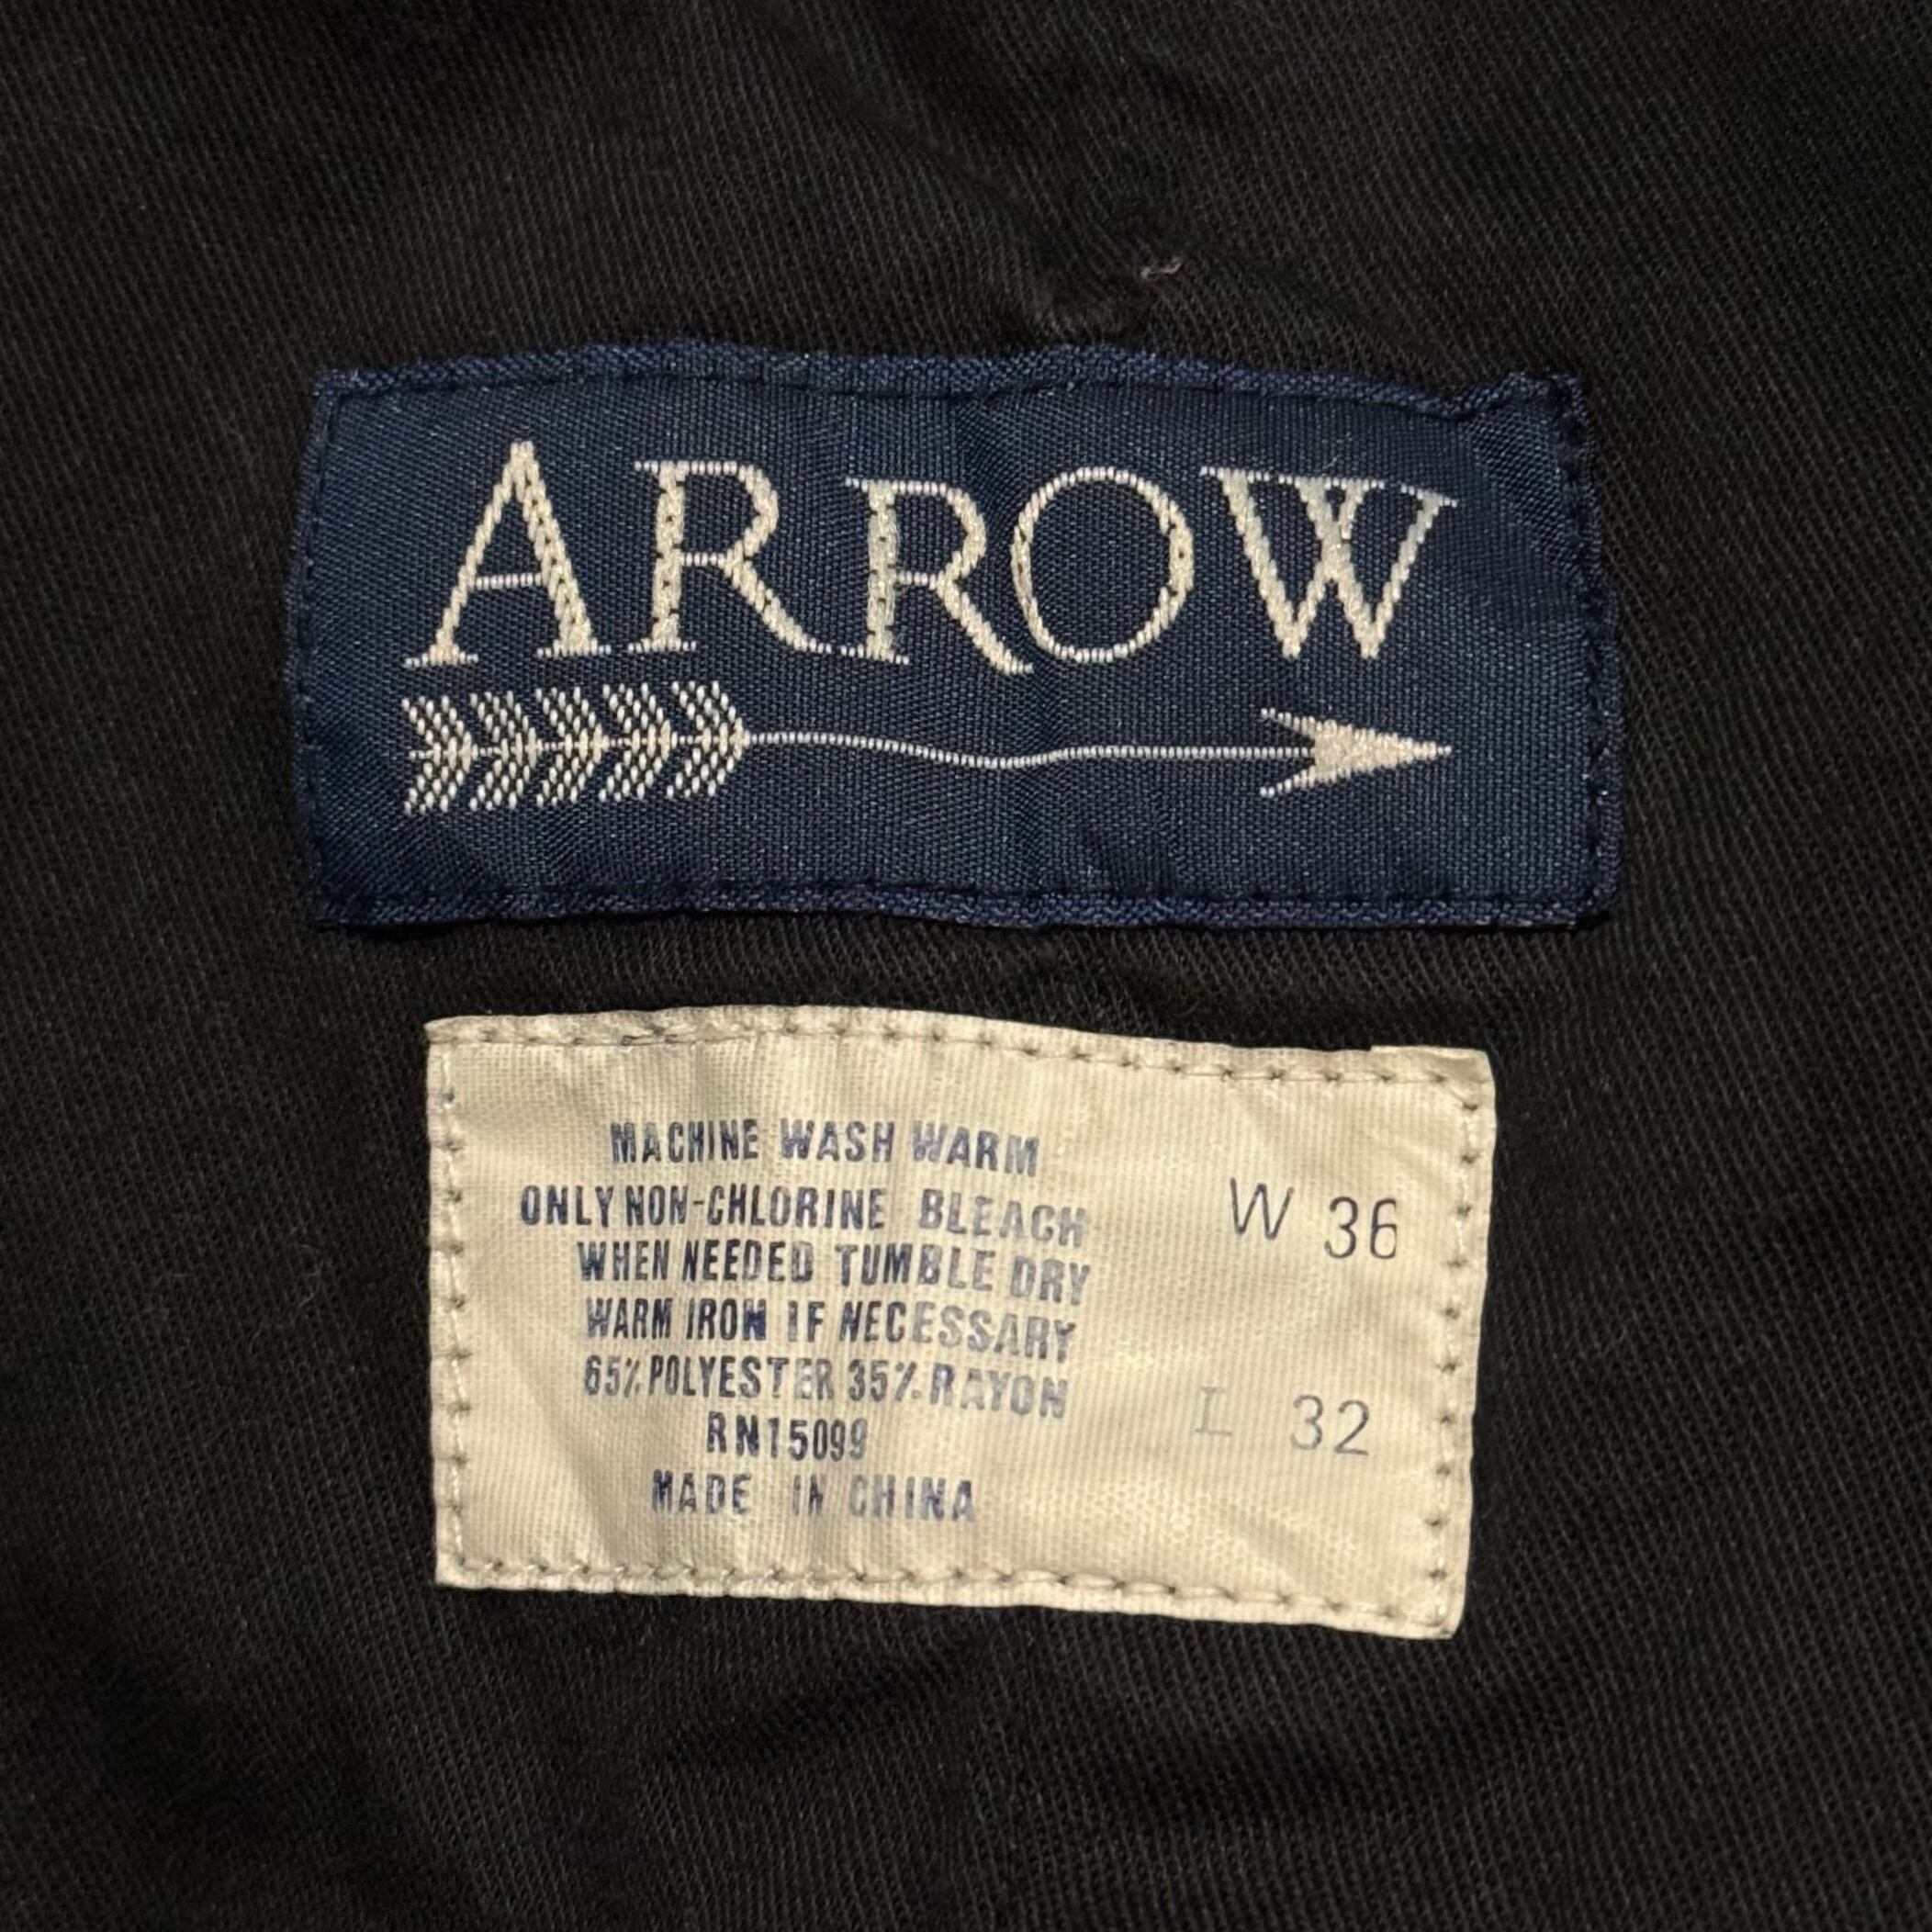 ARROW
MACHINE WASH WARM
ONLY NON-CHLORINE BLEACH
WHEN NEEDED TUMBLE DRY
WARM IRON IF NECESSARY
65% POLYESTER 35% RAYON
RN15099
MADE IN CHINA
W 36
L 32